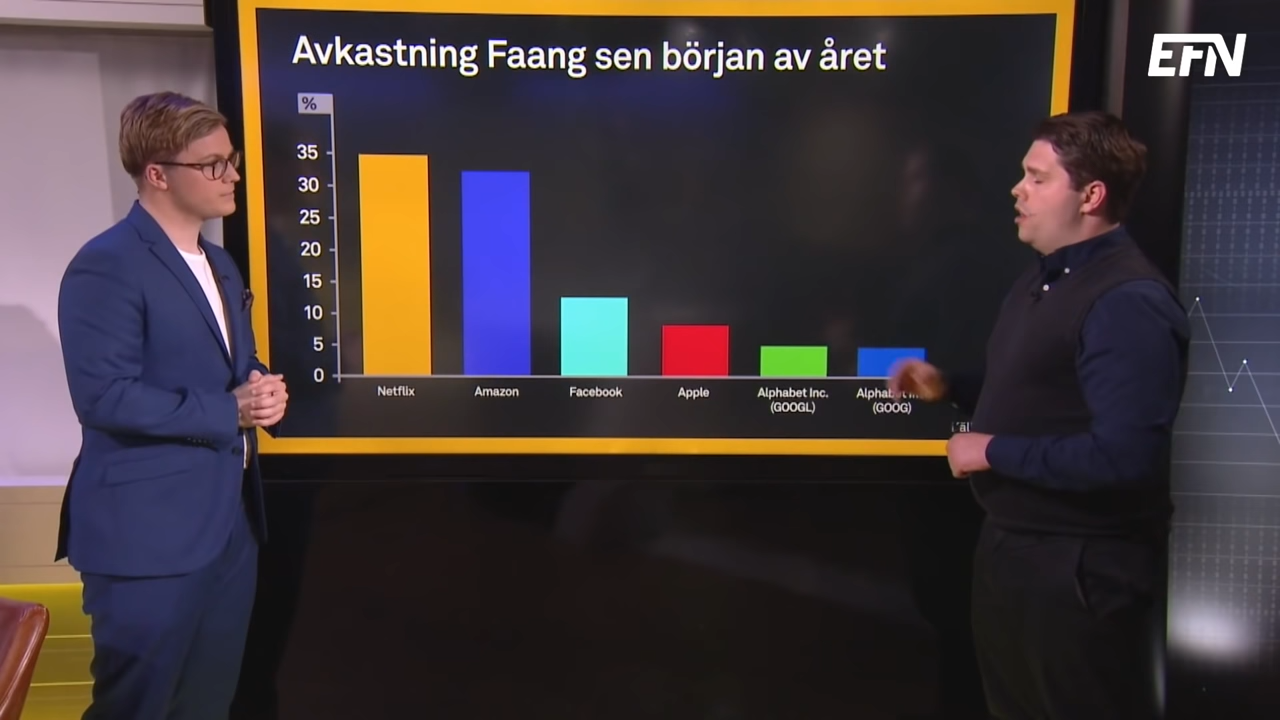 Avkastning Faang sen början av året
EFN
%
35
30
25
20
15
10
5
0
Netflix
Amazon
Facebook
Apple
Alphabet Inc.
(GOOGL)
(GOOG)